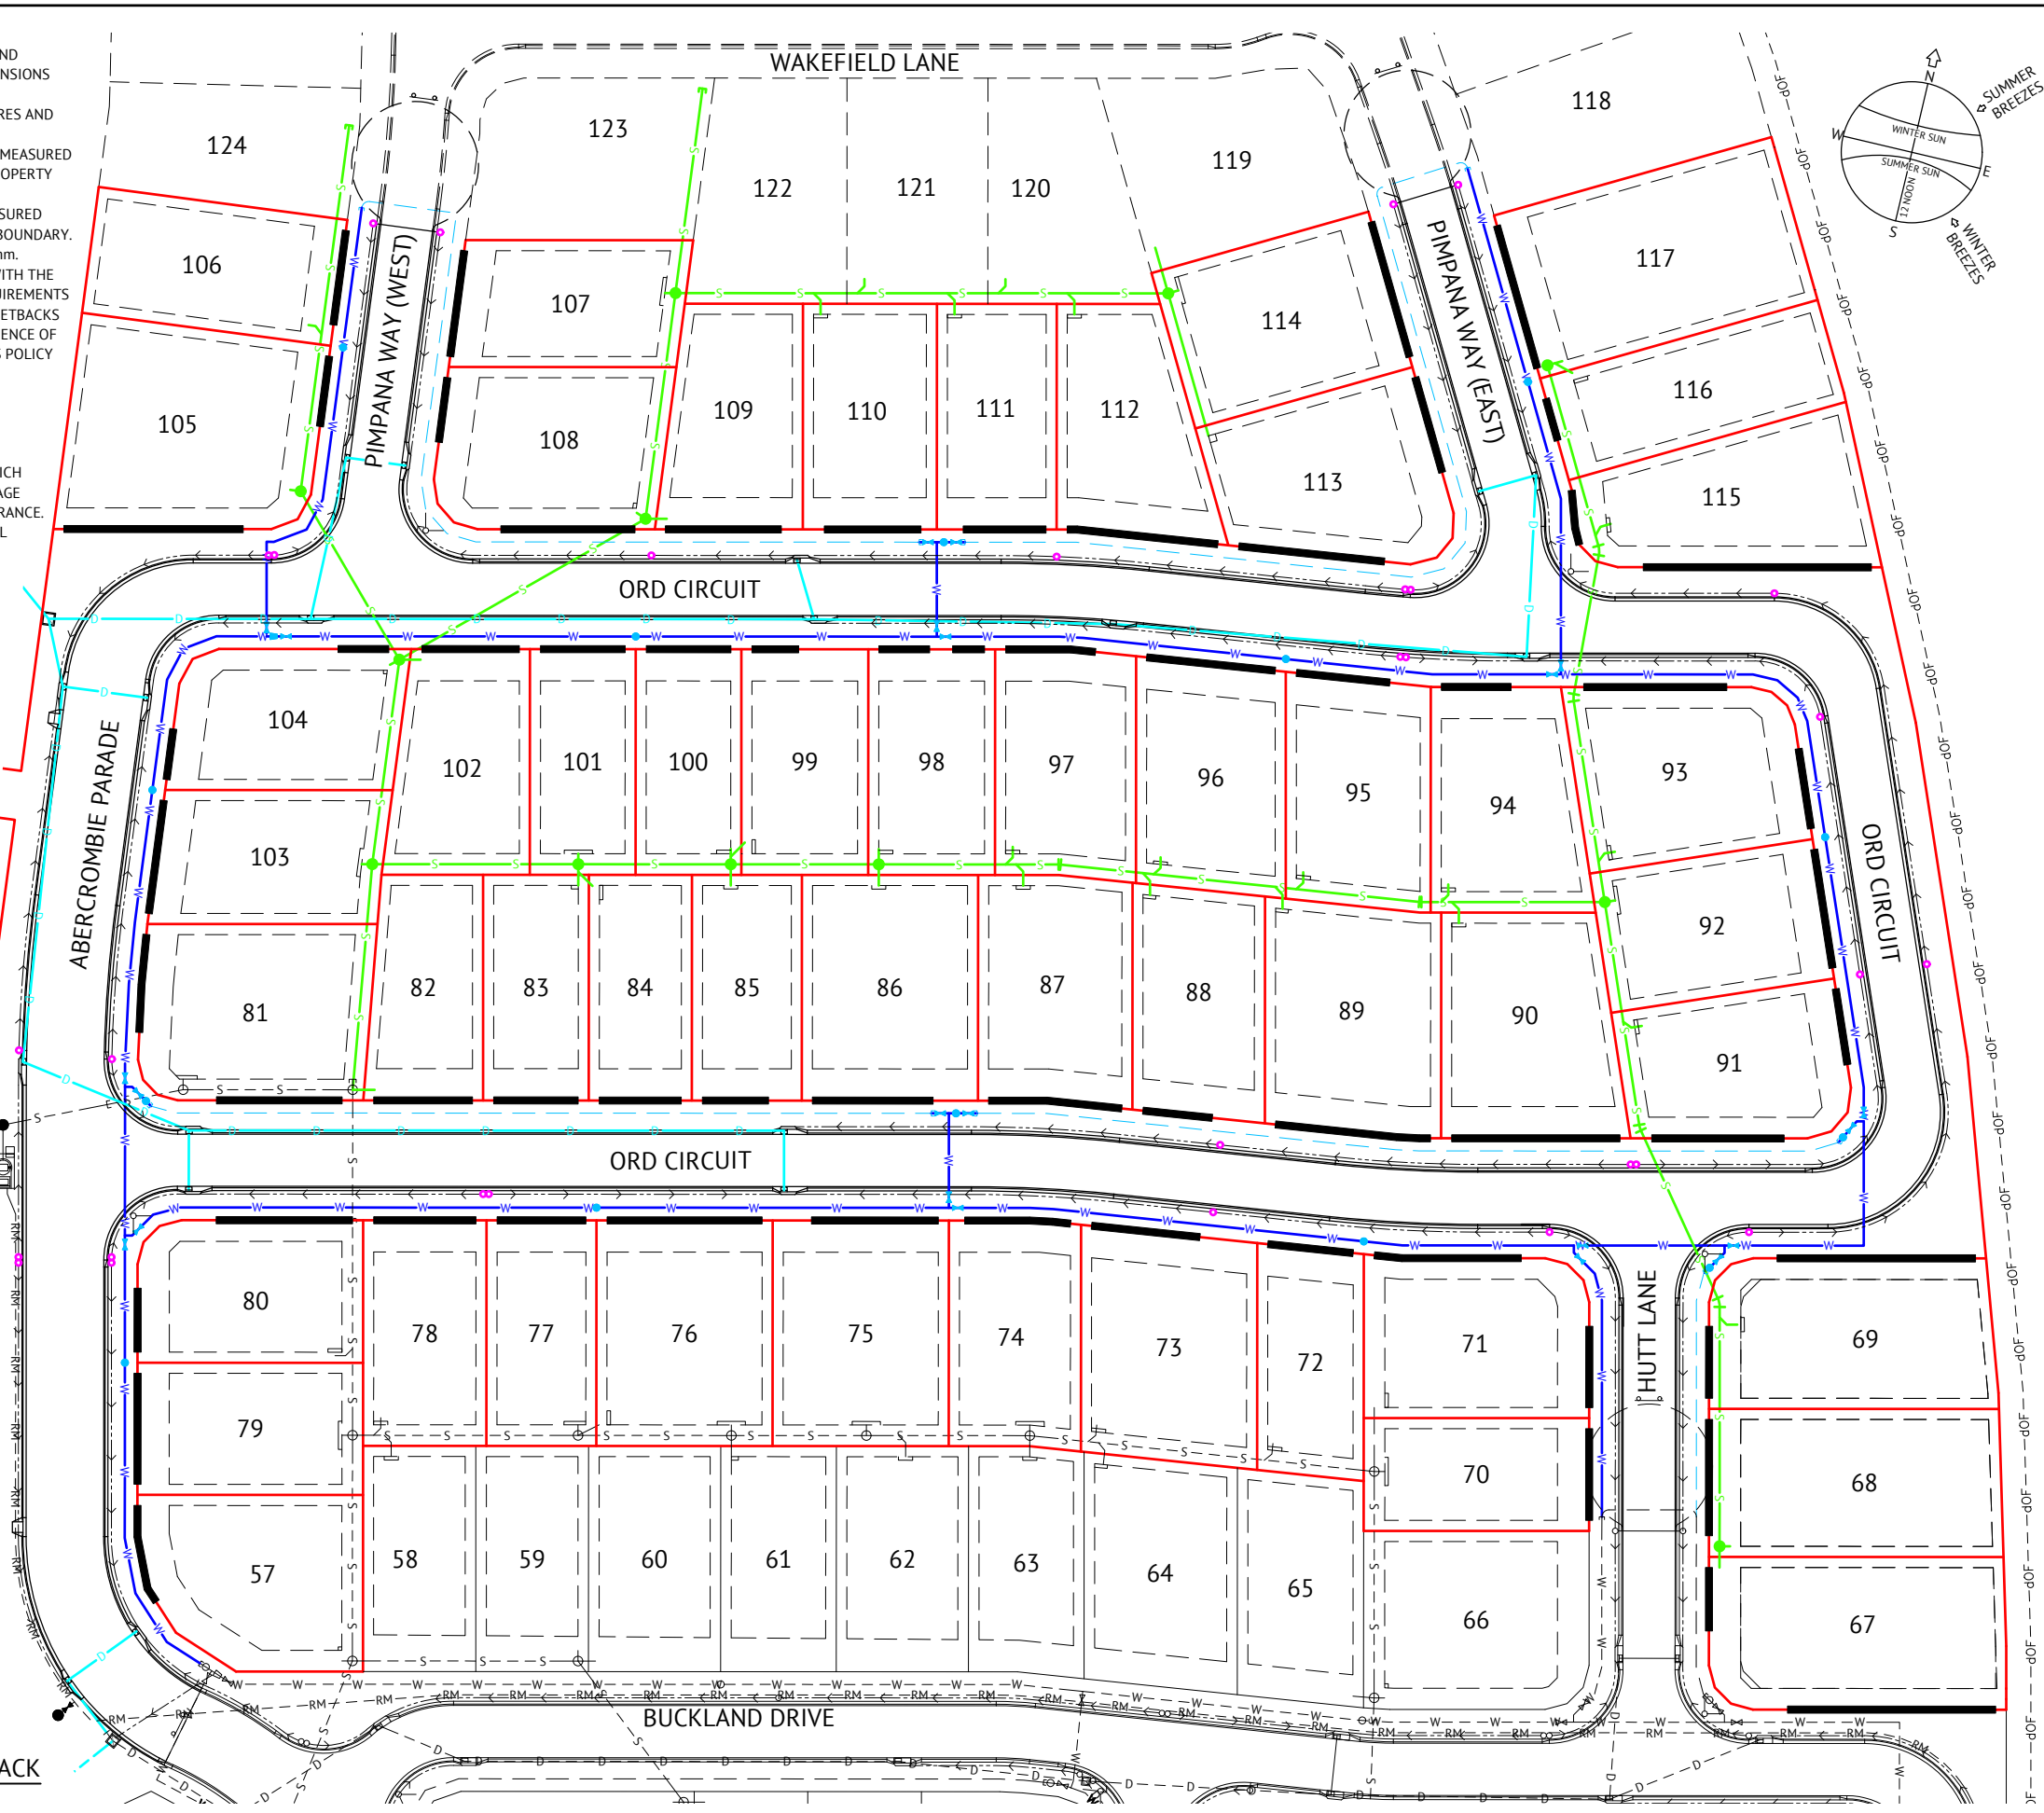 ND
NSIONS
RES AND
MEASURED
OPERTY
SURED
BOUNDARY.
nm.
WITH THE
UIREMENTS
ETBACKS
ENCE OF
S POLICY
ICH
AGE
RANCE.
L
ACK
WAKEFIELD LANE
N
SUMMER
BREEZES
W
WINTER SUN
SUMMER SUN
E
12 NOON
S
WINTER
BREEZES
124
123
122
121
120
119
118
106
107
114
117
PIMPANA WAY (WEST)
PIMPANA WAY (EAST)
105
108
109
110
111
112
113
116
115
ORD CIRCUIT
ABERCROMBIE PARADE
104
102
101
100
99
98
97
96
95
94
93
ORD CIRCUIT
103
92
81
82
83
84
85
86
87
88
89
90
91
ORD CIRCUIT
80
78
77
76
75
74
73
72
71
HUTT LANE
69
79
70
68
57
58
59
60
61
62
63
64
65
66
67
BUCKLAND DRIVE